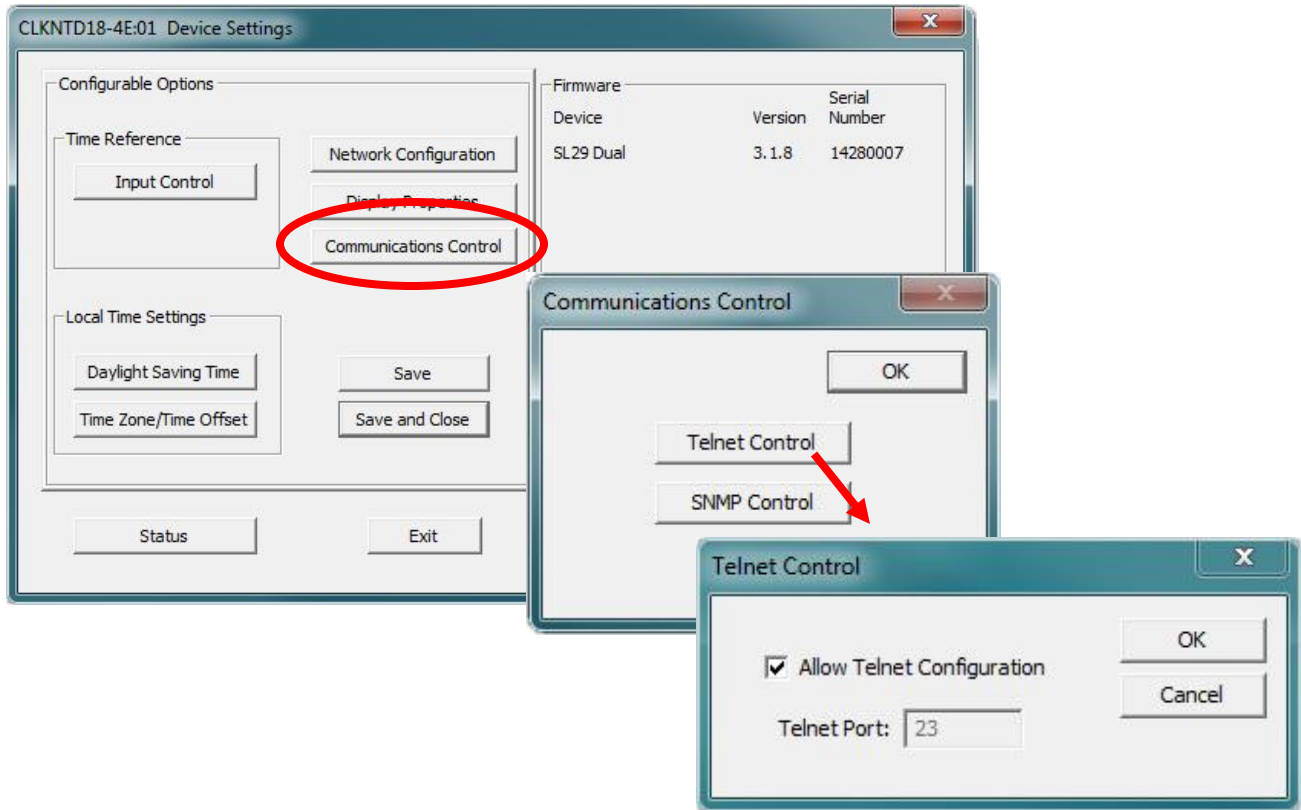 CLKNTD18-4E:01 Device Settings
Configurable Options
Time Reference
Input Control
Network Configuration
Display Properties
Communications Control
Local Time Settings
Daylight Saving Time
Time Zone/Time Offset
Save
Save and Close
Status
Exit
Firmware
Device Version Serial Number
SL29 Dual 3.1.8 14280007
Communications Control
OK
Telnet Control
SNMP Control
Telnet Control
Allow Telnet Configuration
Telnet Port: 23
OK
Cancel